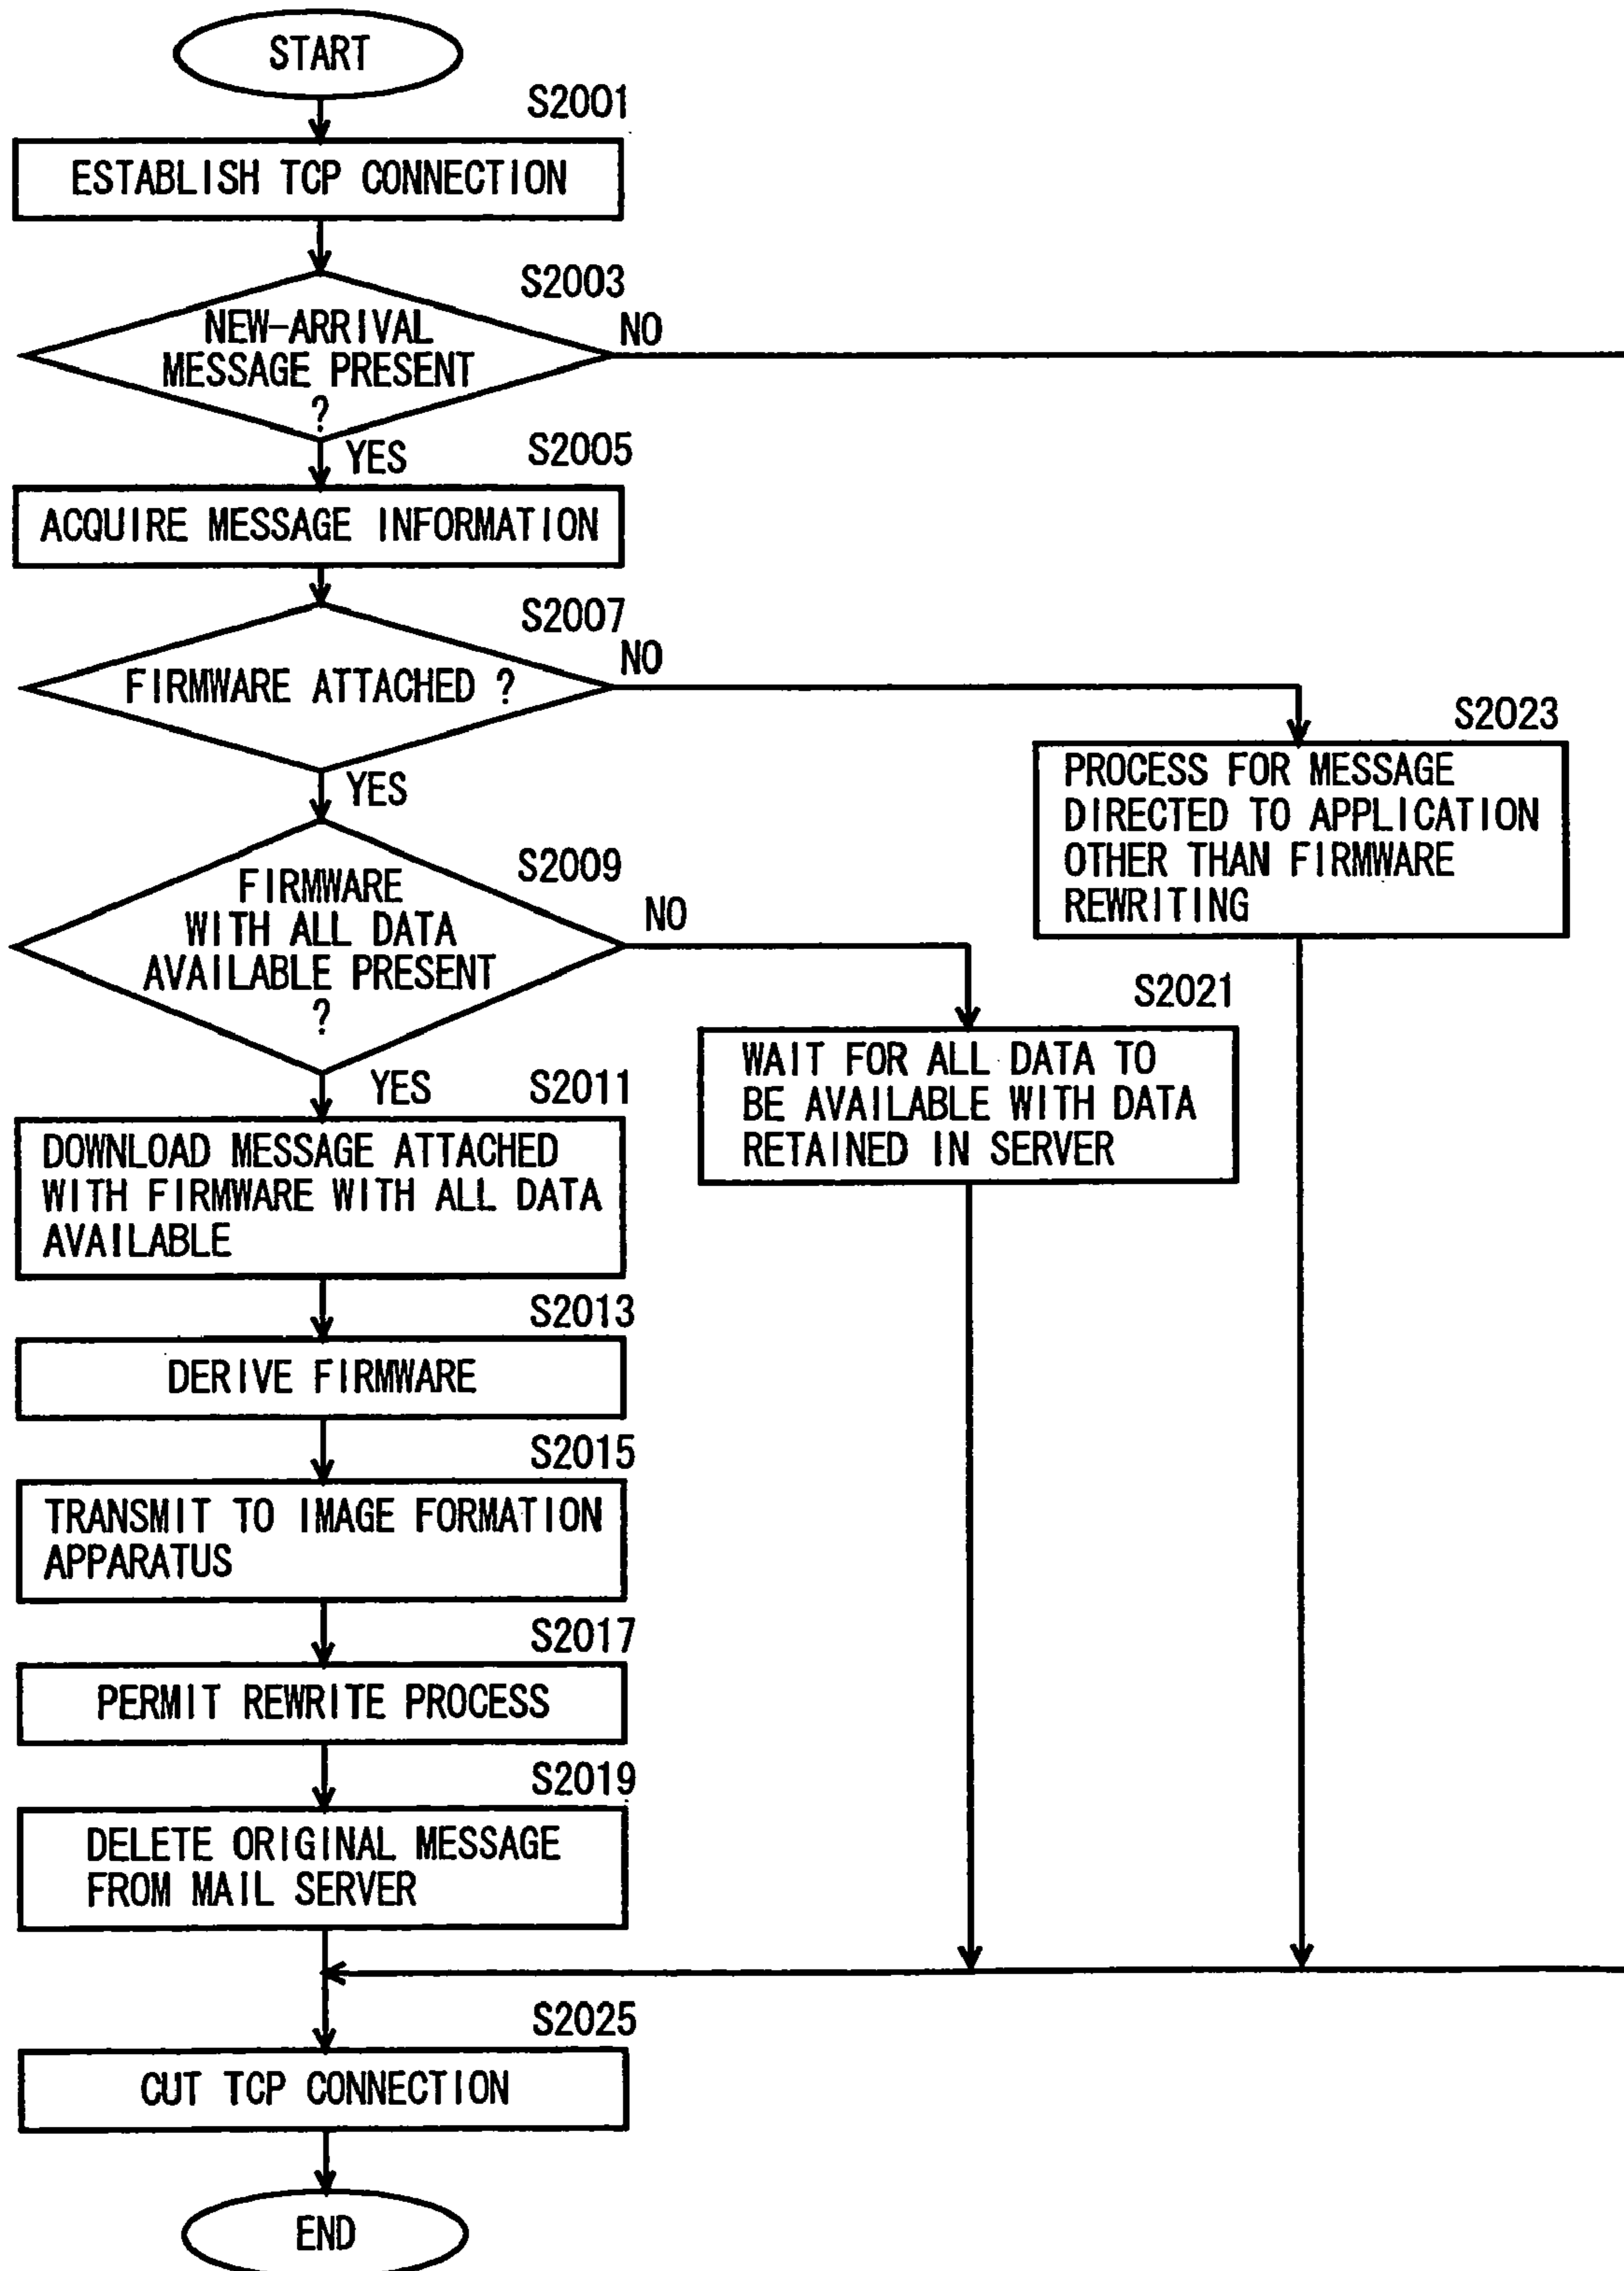 START
S2001
ESTABLISH TCP CONNECTION
S2003
NEW-ARRIVAL
MESSAGE PRESENT
?
NO
YES
S2005
ACQUIRE MESSAGE INFORMATION
S2007
FIRMWARE ATTACHED ?
NO
YES
S2023
PROCESS FOR MESSAGE
DIRECTED TO APPLICATION
OTHER THAN FIRMWARE
REWRITING
S2009
FIRMWARE
WITH ALL DATA
AVAILABLE PRESENT
?
NO
YES
S2021
WAIT FOR ALL DATA TO
BE AVAILABLE WITH DATA
RETAINED IN SERVER
S2011
DOWNLOAD MESSAGE ATTACHED
WITH FIRMWARE WITH ALL DATA
AVAILABLE
S2013
DERIVE FIRMWARE
S2015
TRANSMIT TO IMAGE FORMATION
APPARATUS
S2017
PERMIT REWRITE PROCESS
S2019
DELETE ORIGINAL MESSAGE
FROM MAIL SERVER
S2025
CUT TCP CONNECTION
END